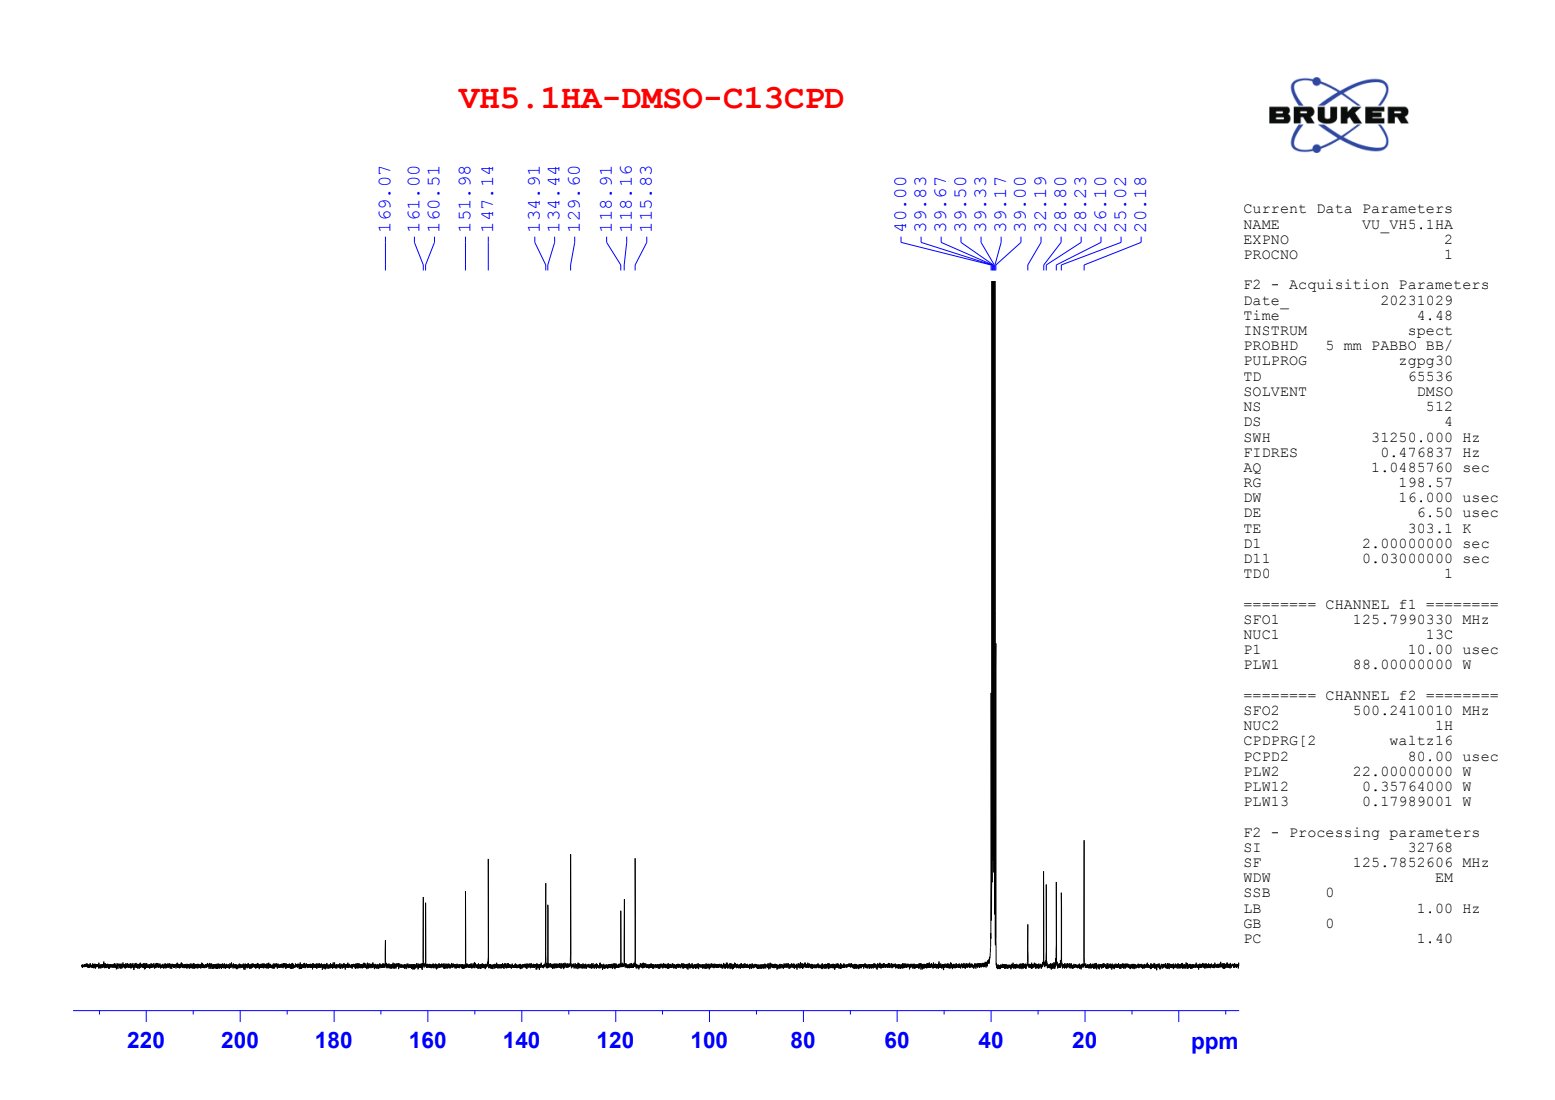 VH5.1HA-DMSO-C13CPD
BRUKER
169.07
161.00
160.51
151.98
147.14
134.91
134.44
129.60
118.91
118.16
115.83
40.00
39.83
39.67
39.50
39.33
39.17
39.00
32.19
28.80
28.23
26.10
25.02
20.18
Current Data Parameters
NAME VU_VH5.1HA
EXPNO 2
PROCNO 1
F2 - Acquisition Parameters
Date_ 20231029
Time 4.48
INSTRUM spect
PROBHD 5 mm PABBO BB/
PULPROG zgpg30
TD 65536
SOLVENT DMSO
NS 512
DS 4
SWH 31250.000 Hz
FIDRES 0.476837 Hz
AQ 1.0485760 sec
RG 198.57
DW 16.000 usec
DE 6.50 usec
TE 303.1 K
D1 2.00000000 sec
D11 0.03000000 sec
TD0 1
======== CHANNEL f1 ========
SFO1 125.7990330 MHz
NUC1 13C
P1 10.00 usec
PLW1 88.00000000 W
======== CHANNEL f2 ========
SFO2 500.2410010 MHz
NUC2 1H
CPDPRG[2 waltz16
PCPD2 80.00 usec
PLW2 22.00000000 W
PLW12 0.35764000 W
PLW13 0.17989001 W
F2 - Processing parameters
SI 32768
SF 125.7852606 MHz
WDW EM
SSB 0
LB 1.00 Hz
GB 0
PC 1.40
220 200 180 160 140 120 100 80 60 40 20 ppm